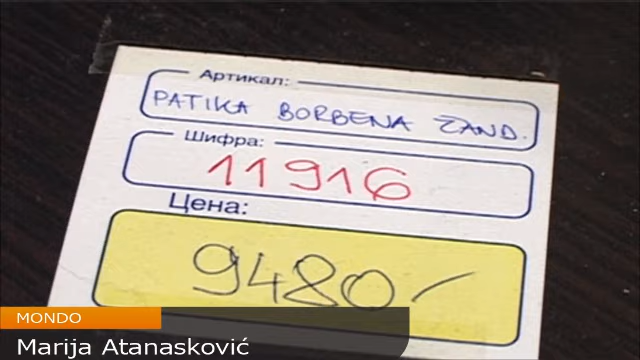 Артикал:
PATIKA BORBENA ŽAND.
Шифра:
11916
Цена:
9480/
MONDO
Marija Atanasković